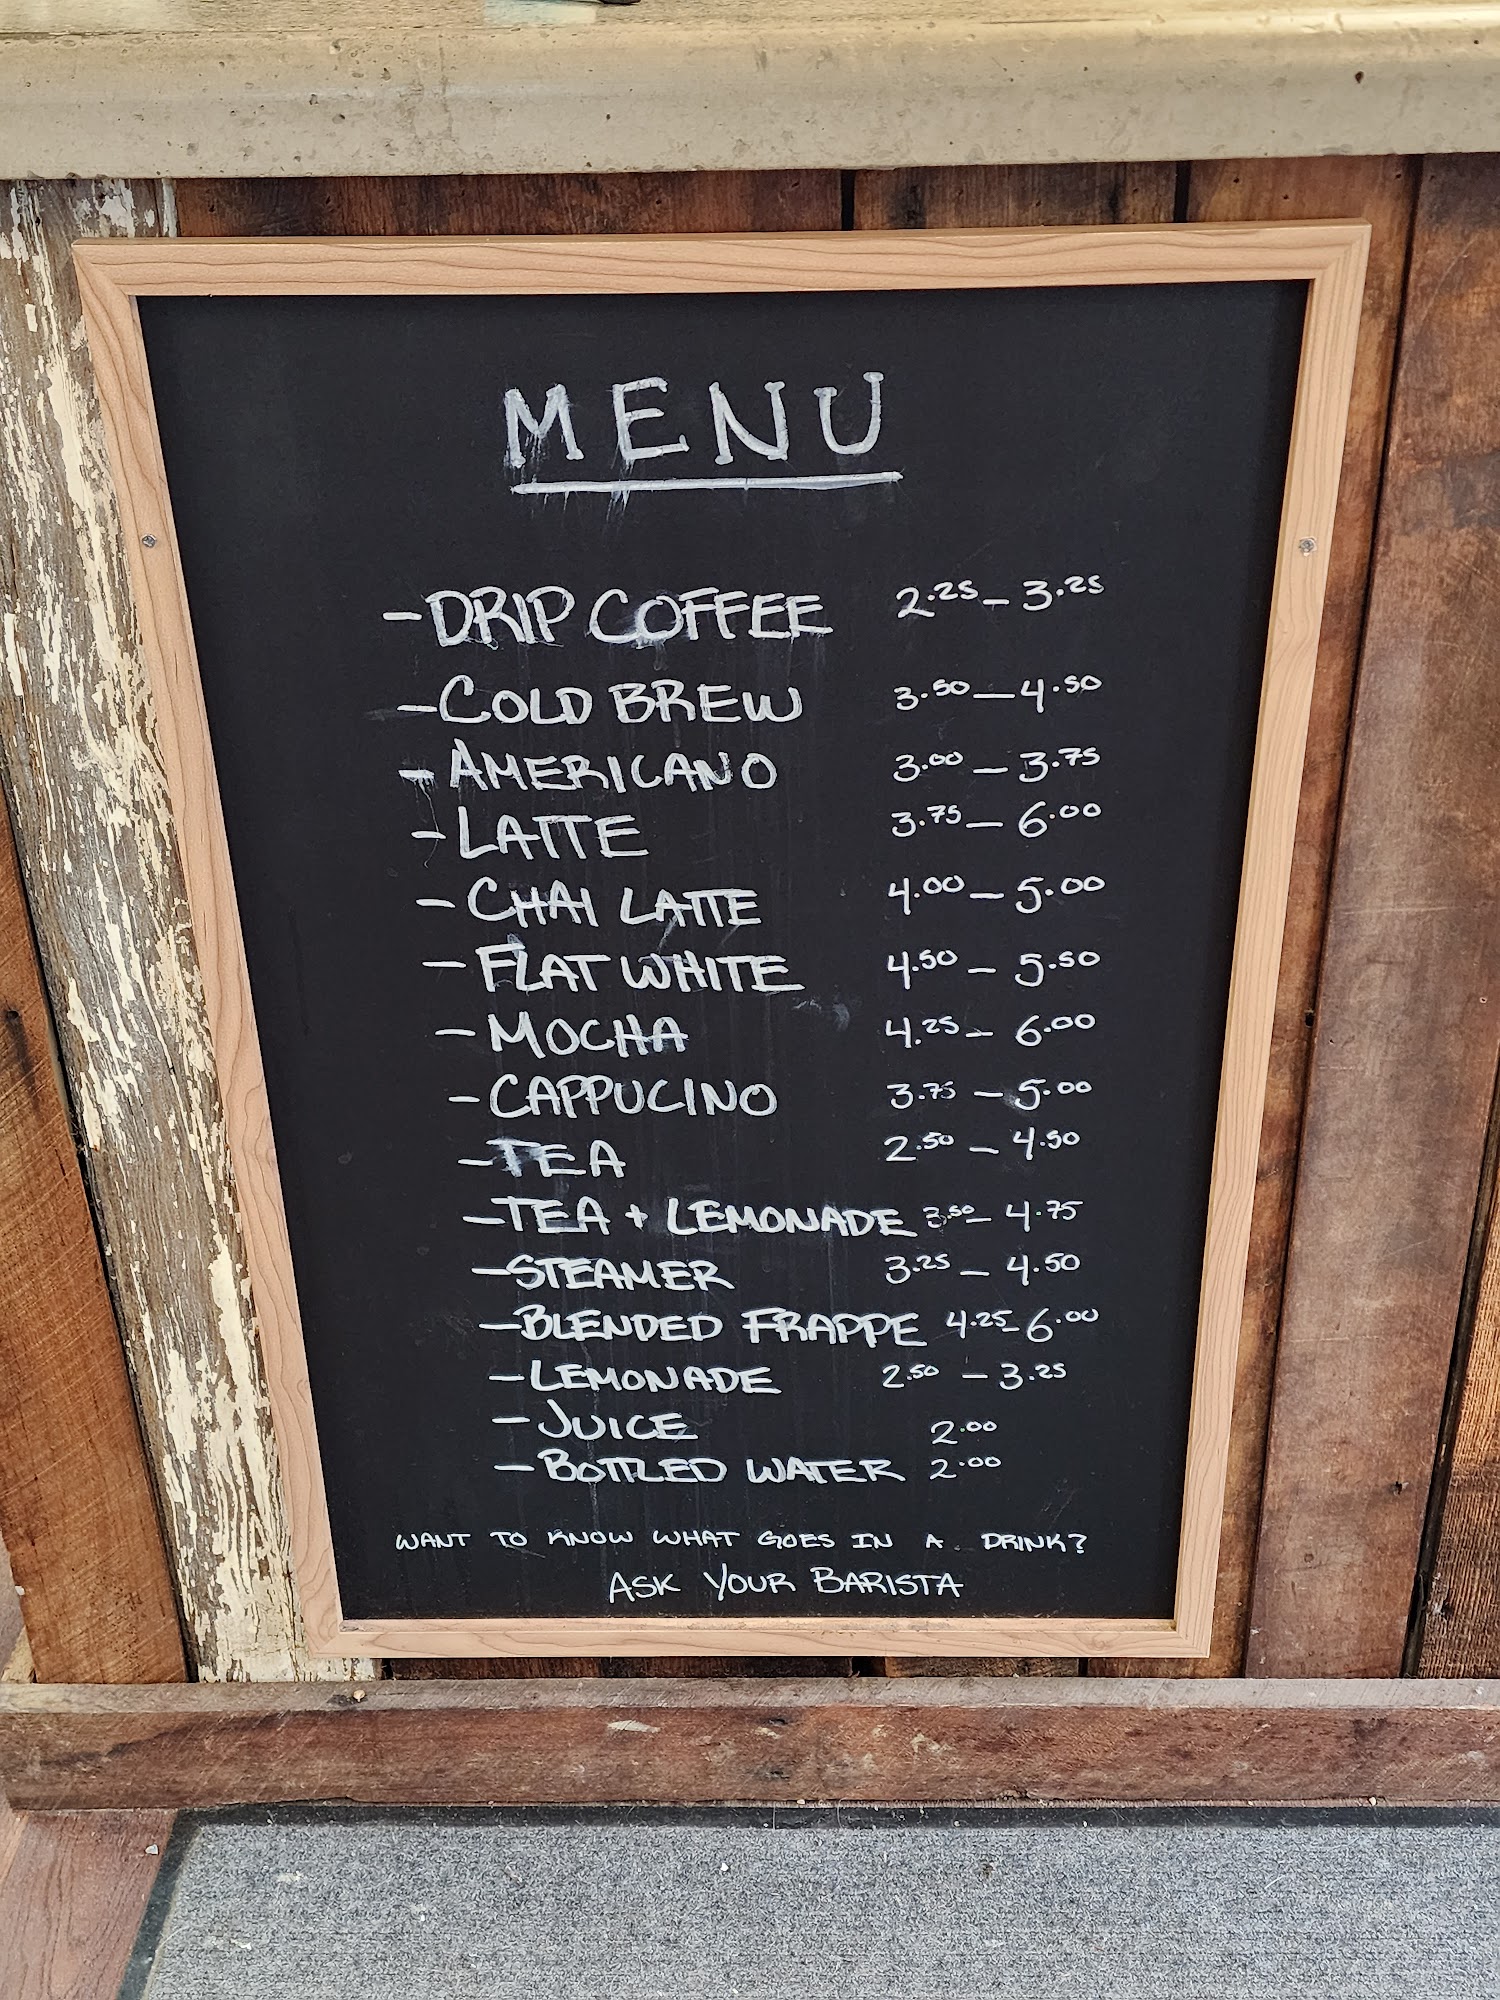 MENU
- DRIP COFFEE 2.25 - 3.25
- COLD BREW 3.50 - 4.50
- AMERICANO 3.00 - 3.75
- LATTE 3.75 - 6.00
- CHAI LATTE 4.00 - 5.00
- FLAT WHITE 4.50 - 5.50
- MOCHA 4.25 - 6.00
- CAPPUCINO 3.75 - 5.00
- TEA 2.50 - 4.50
- TEA + LEMONADE 3.50 - 4.75
- STEAMER 3.25 - 4.50
- BLENDED FRAPPE 4.25 - 6.00
- LEMONADE 2.50 - 3.25
- JUICE 2.00
- BOTTLED WATER 2.00
WANT TO KNOW WHAT GOES IN A DRINK?
ASK YOUR BARISTA